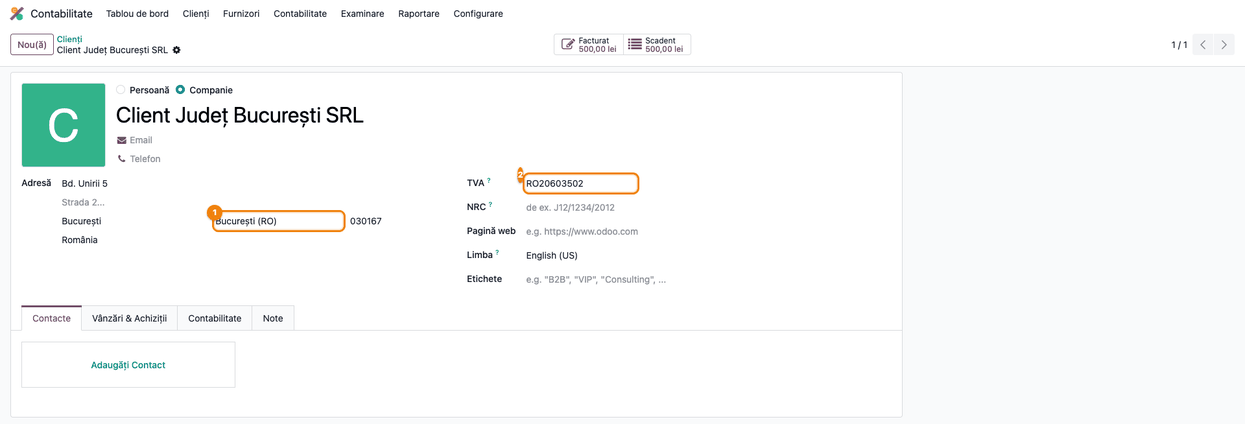 Contabilitate Tablou de bord Clienți Furnizori Contabilitate Examinare Raportare Configurare
Nou(ă)
Clienți
Client Județ București SRL
Facturat
500,00 lei
Scadent
500,00 lei
1 / 1
C
Persoană Companie
Client Județ București SRL
Email
Telefon
Adresă Bd. Unirii 5
Strada 2...
București 1 București (RO) 030167
România
TVA ? 2 RO20603502
NRC ? de ex. J12/1234/2012
Pagină web e.g. https://www.odoo.com
Limba ? English (US)
Etichete e.g. "B2B", "VIP", "Consulting", ...
Contacte Vânzări & Achiziții Contabilitate Note
Adaugăți Contact